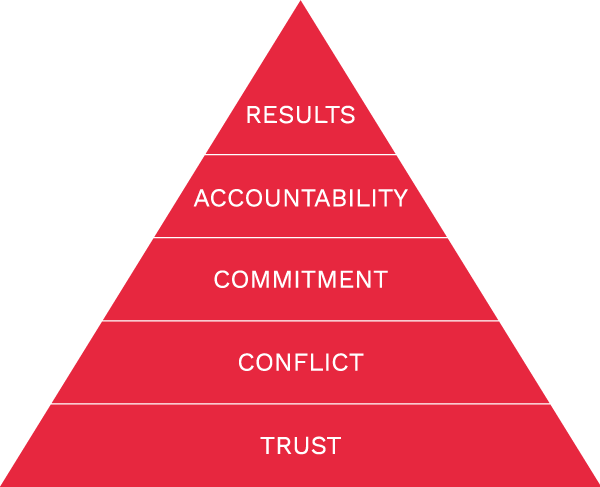 RESULTS
ACCOUNTABILITY
COMMITMENT
CONFLICT
TRUST